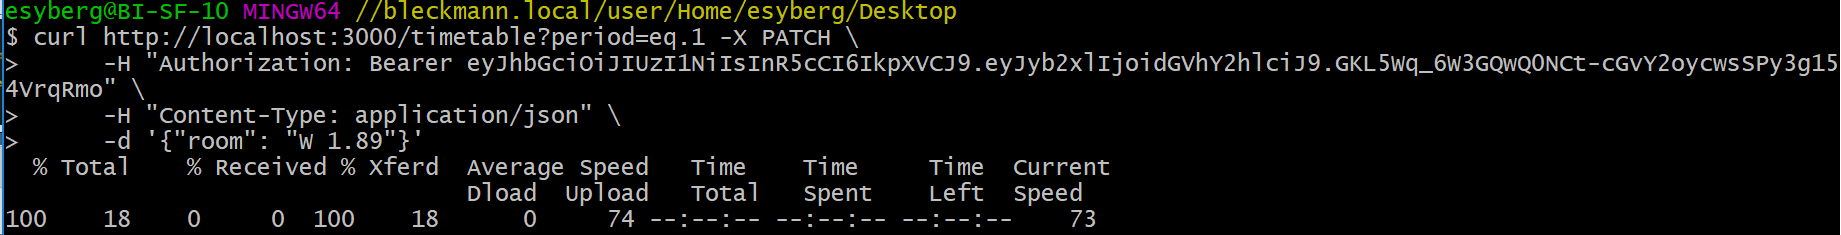 esyberg@BI-SF-10 MINGW64 //bleckmann.local/user/Home/esyberg/Desktop
$ curl http://localhost:3000/timetable?period=eq.1 -X PATCH \
>      -H "Authorization: Bearer eyJhbGciOiJIUzI1NiIsInR5cCI6IkpXVCJ9.eyJyb2xlIjoidGVhY2hlciJ9.GKL5Wq_6W3GQwQ0NCt-cGvY2oycwsSPy3g15
4VrqRmo" \
>      -H "Content-Type: application/json" \
>      -d '{"room": "W 1.89"}'
  % Total    % Received % Xferd  Average Speed   Time    Time     Time  Current
                                 Dload  Upload   Total   Spent    Left  Speed
100    18    0     0  100    18      0     74 --:--:-- --:--:-- --:--:--    73